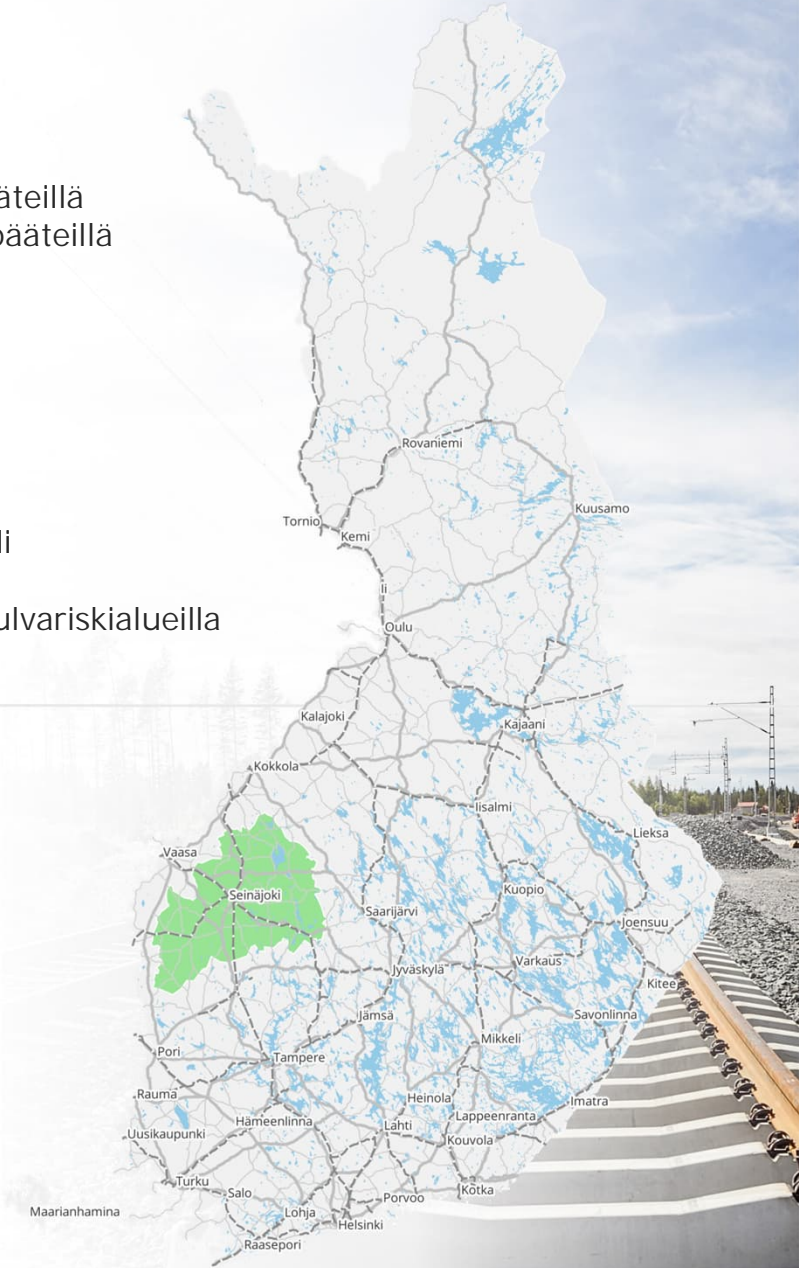 äteillä
pääteillä
li
ulvariskialueilla
Rovaniemi
Kuusamo
Tornio
Kemi
Ii
Oulu
Kalajoki
Kajaani
Kokkola
Iisalmi
Lieksa
Vaasa
Kuopio
Seinäjoki
Saarijärvi
Joensuu
Varkaus
Jyväskylä
Kitee
Savonlinna
Jämsä
Mikkeli
Pori
Tampere
Rauma
Heinola
Imatra
Lappeenranta
Hämeenlinna
Lahti
Uusikaupunki
Kouvola
Turku
Salo
Kotka
Porvoo
Maarianhamina
Lohja
Helsinki
Raasepori